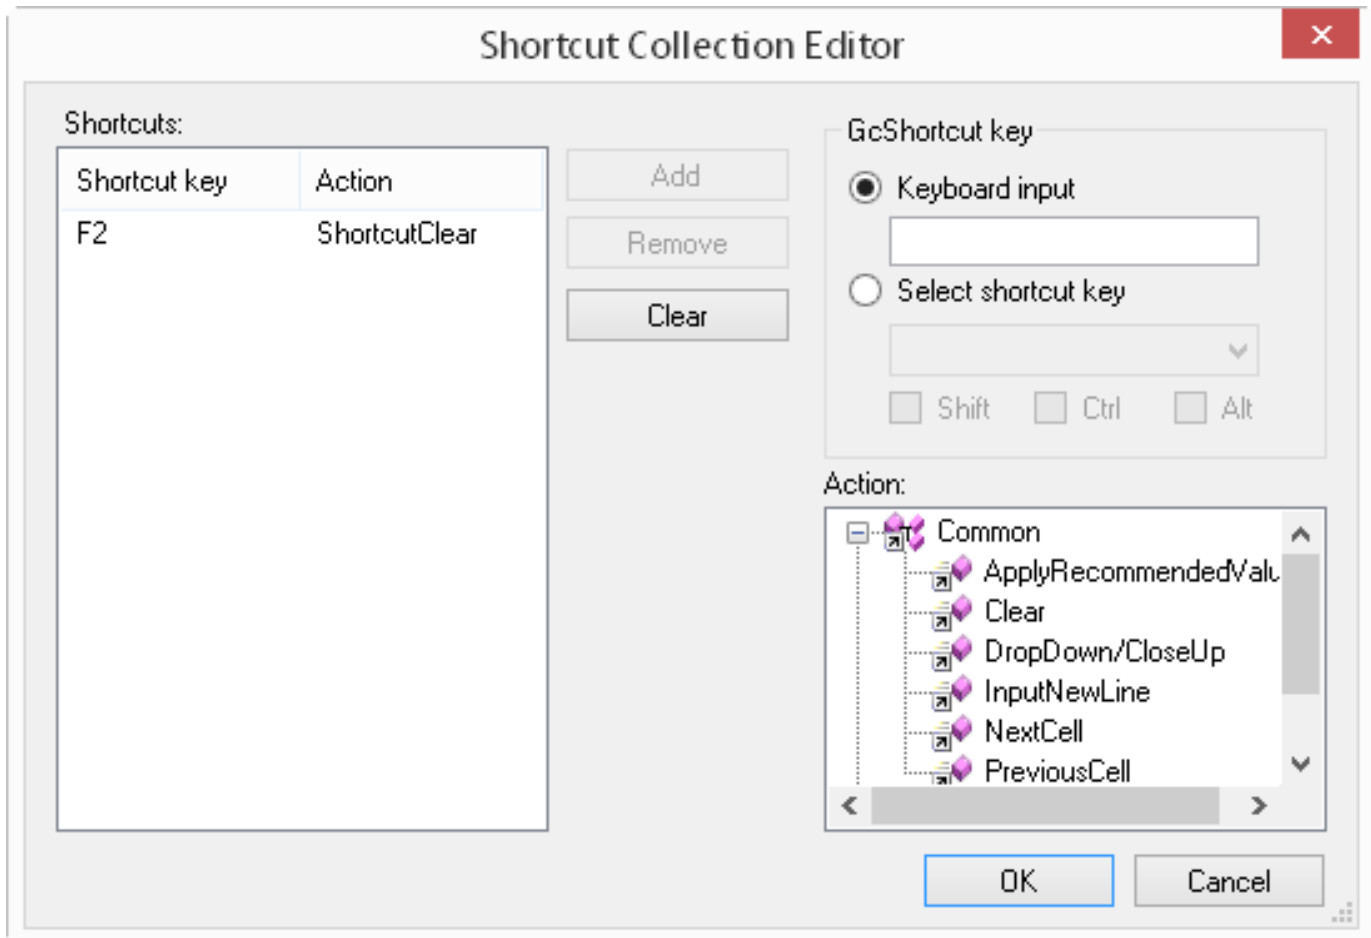 Shortcut Collection Editor
Shortcuts:
Shortcut key Action
F2 ShortcutClear
Add
Remove
Clear
GcShortcut key
Keyboard input
Select shortcut key
Shift Ctrl Alt
Action:
Common
ApplyRecommendedValu
Clear
DropDown/CloseUp
InputNewLine
NextCell
PreviousCell
OK Cancel